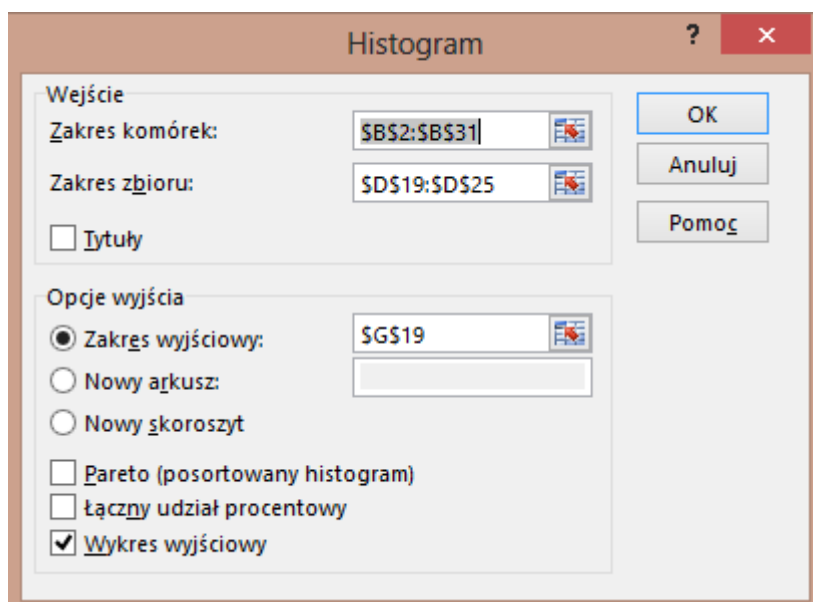 Histogram
?
×
Wejście
Zakres komórek:
$B$2:$B$31
Zakres zbioru:
$D$19:$D$25
Tytuły
OK
Anuluj
Pomoc
Opcje wyjścia
Zakres wyjściowy:
$G$19
Nowy arkusz:
Nowy skoroszyt
Pareto (posortowany histogram)
Łączny udział procentowy
Wykres wyjściowy